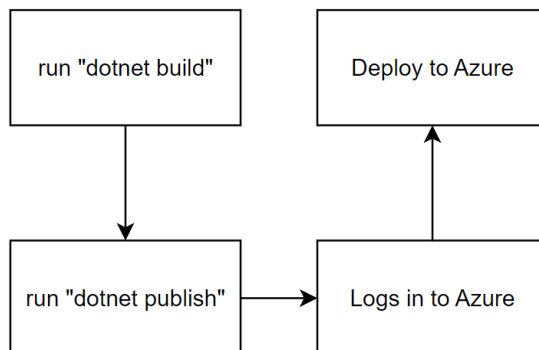 run "dotnet build"
Deploy to Azure
run "dotnet publish"
Logs in to Azure